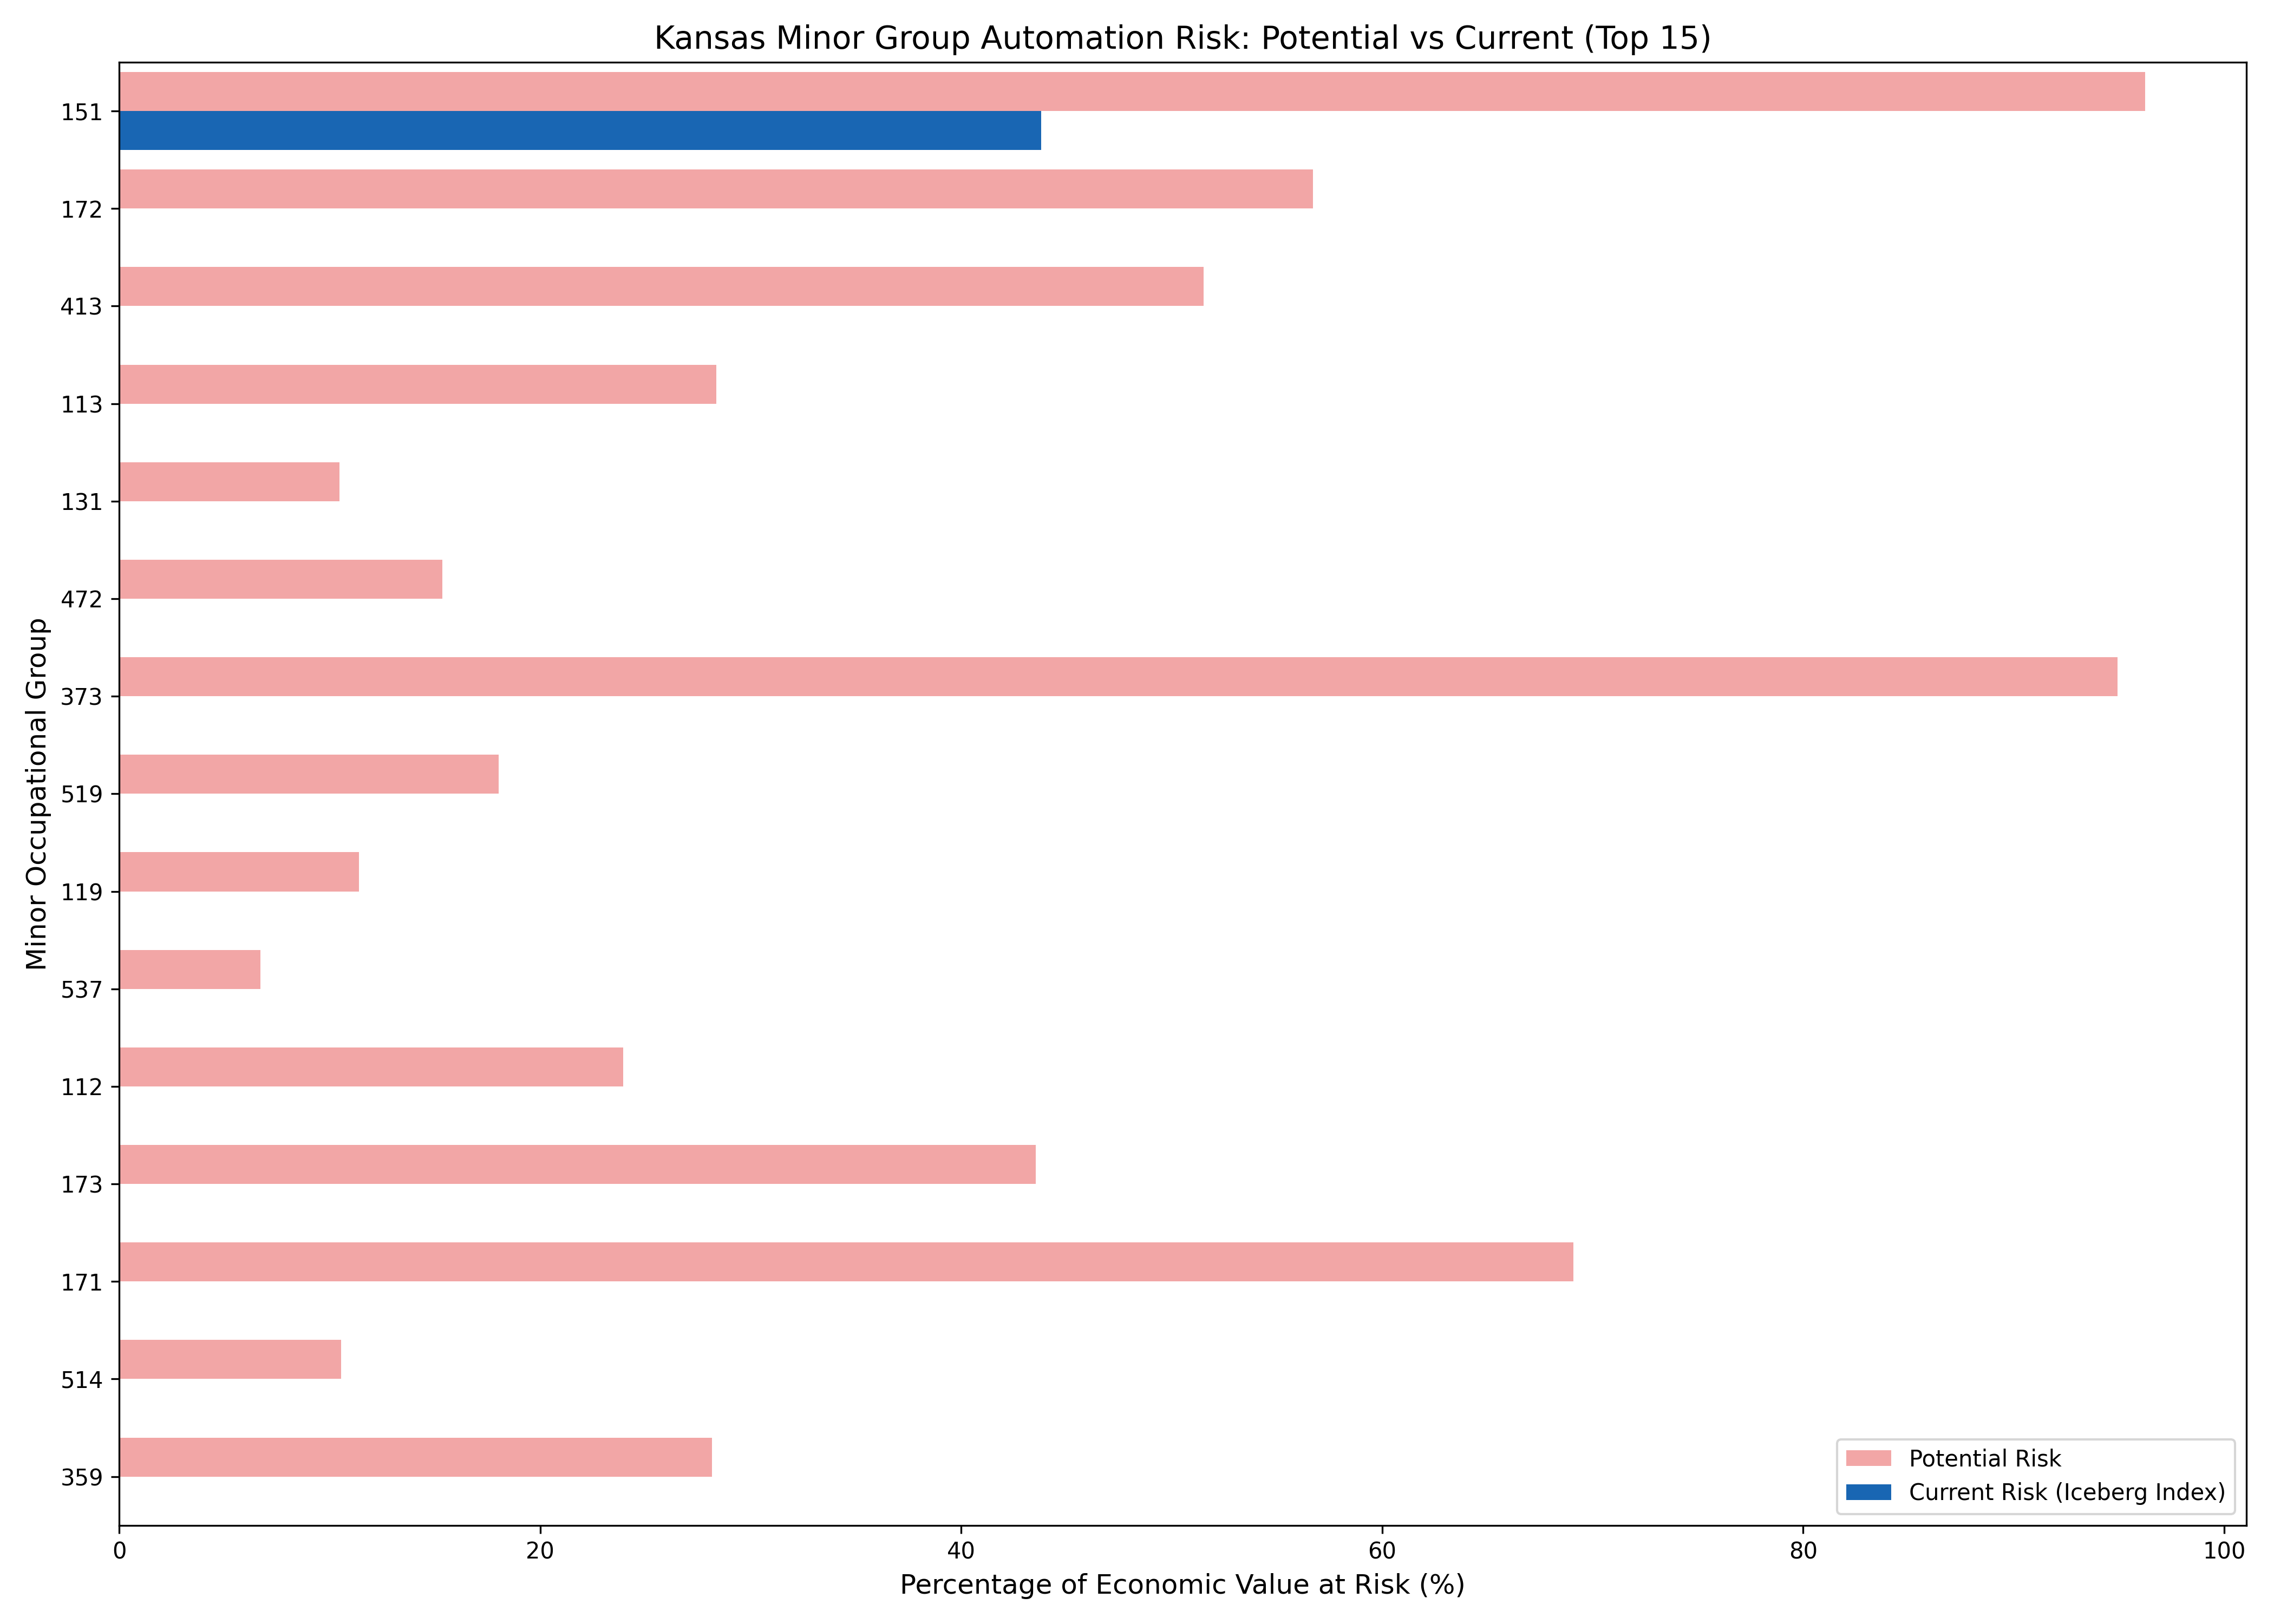 Kansas Minor Group Automation Risk: Potential vs Current (Top 15)
Minor Occupational Group
151
172
413
113
131
472
373
519
119
537
112
173
171
514
359
Potential Risk
Current Risk (Iceberg Index)
0 20 40 60 80 100
Percentage of Economic Value at Risk (%)